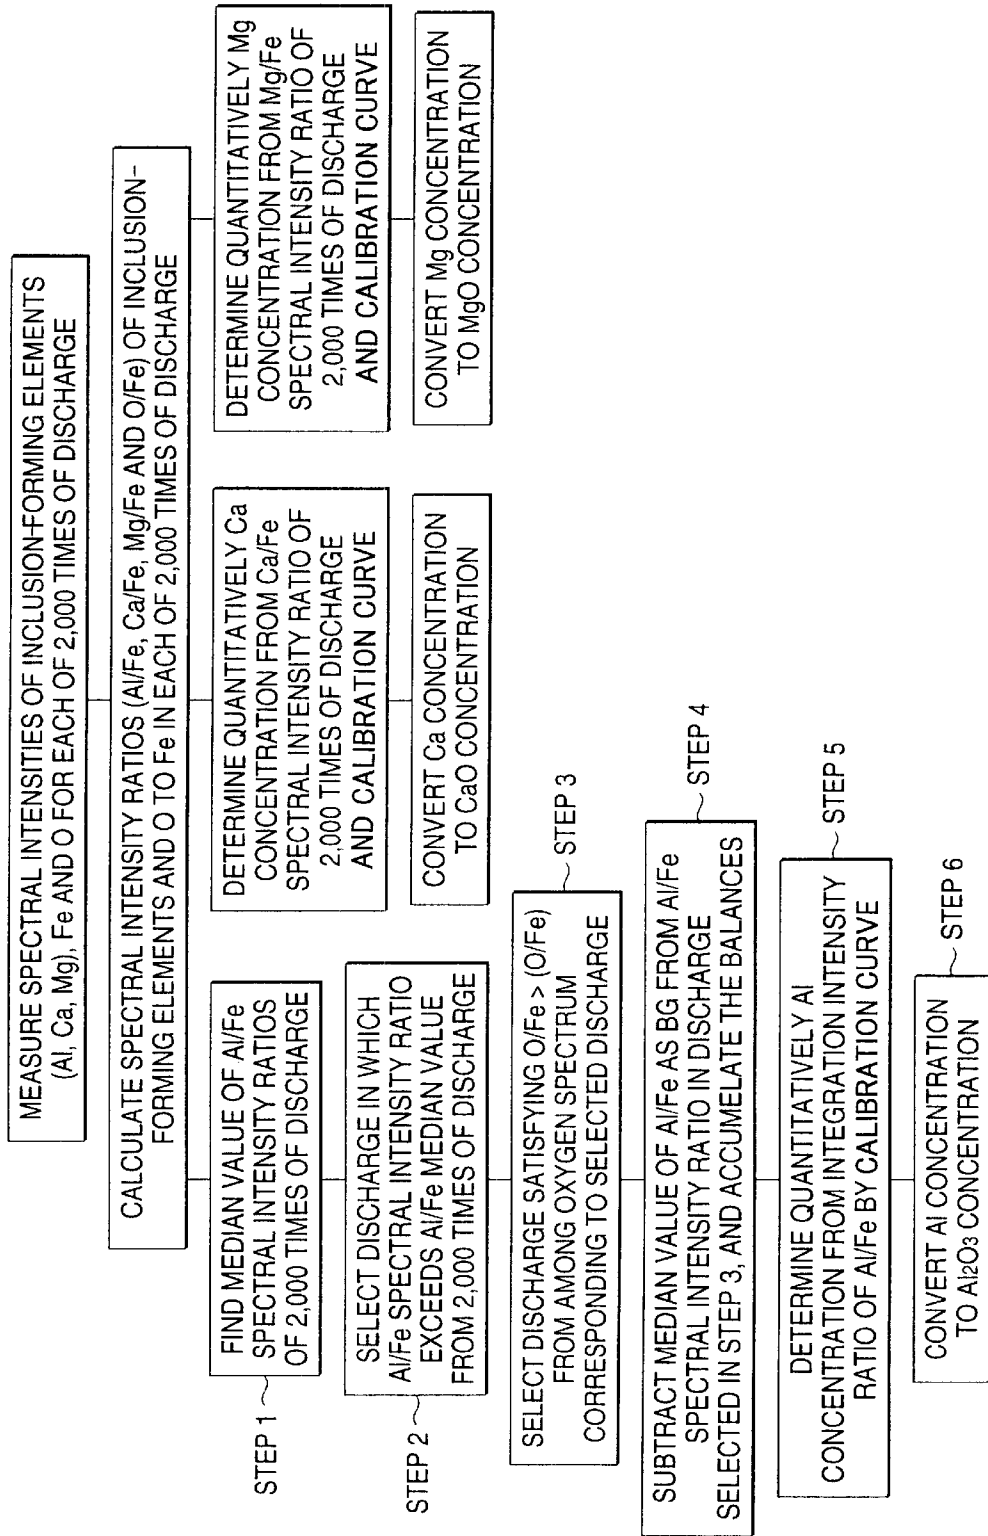 MEASURE SPECTRAL INTENSITIES OF INCLUSION-FORMING ELEMENTS
(Al, Ca, Mg), Fe AND O FOR EACH OF 2,000 TIMES OF DISCHARGE
CALCULATE SPECTRAL INTENSITY RATIOS (Al/Fe, Ca/Fe, Mg/Fe AND O/Fe) OF INCLUSION-
FORMING ELEMENTS AND O TO Fe IN EACH OF 2,000 TIMES OF DISCHARGE
STEP 1
FIND MEDIAN VALUE OF Al/Fe
SPECTRAL INTENSITY RATIOS
OF 2,000 TIMES OF DISCHARGE
STEP 2
SELECT DISCHARGE IN WHICH
Al/Fe SPECTRAL INTENSITY RATIO
EXCEEDS Al/Fe MEDIAN VALUE
FROM 2,000 TIMES OF DISCHARGE
SELECT DISCHARGE SATISFYING O/Fe > (O/Fe)
FROM AMONG OXYGEN SPECTRUM
CORRESPONDING TO SELECTED DISCHARGE
STEP 3
SUBTRACT MEDIAN VALUE OF Al/Fe AS BG FROM Al/Fe
SPECTRAL INTENSITY RATIO IN DISCHARGE
SELECTED IN STEP 3, AND ACCUMELATE THE BALANCES
STEP 4
DETERMINE QUANTITATIVELY Al
CONCENTRATION FROM INTEGRATION INTENSITY
RATIO OF Al/Fe BY CALIBRATION CURVE
STEP 5
CONVERT Al CONCENTRATION
TO Al2O3 CONCENTRATION
STEP 6
DETERMINE QUANTITATIVELY Ca
CONCENTRATION FROM Ca/Fe
SPECTRAL INTENSITY RATIO OF
2,000 TIMES OF DISCHARGE
AND CALIBRATION CURVE
CONVERT Ca CONCENTRATION
TO CaO CONCENTRATION
DETERMINE QUANTITATIVELY Mg
CONCENTRATION FROM Mg/Fe
SPECTRAL INTENSITY RATIO OF
2,000 TIMES OF DISCHARGE
AND CALIBRATION CURVE
CONVERT Mg CONCENTRATION
TO MgO CONCENTRATION